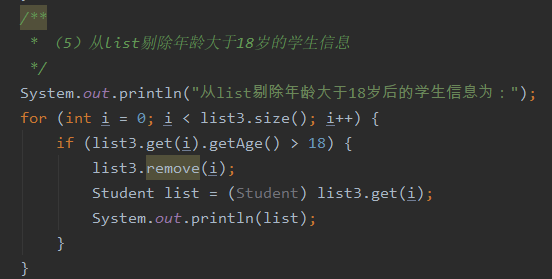 /**
 * （5）从list剔除年龄大于18岁的学生信息
 */
System.out.println("从list剔除年龄大于18岁后的学生信息为：");
for (int i = 0; i < list3.size(); i++) {
    if (list3.get(i).getAge() > 18) {
        list3.remove(i);
        Student list = (Student) list3.get(i);
        System.out.println(list);
    }
}